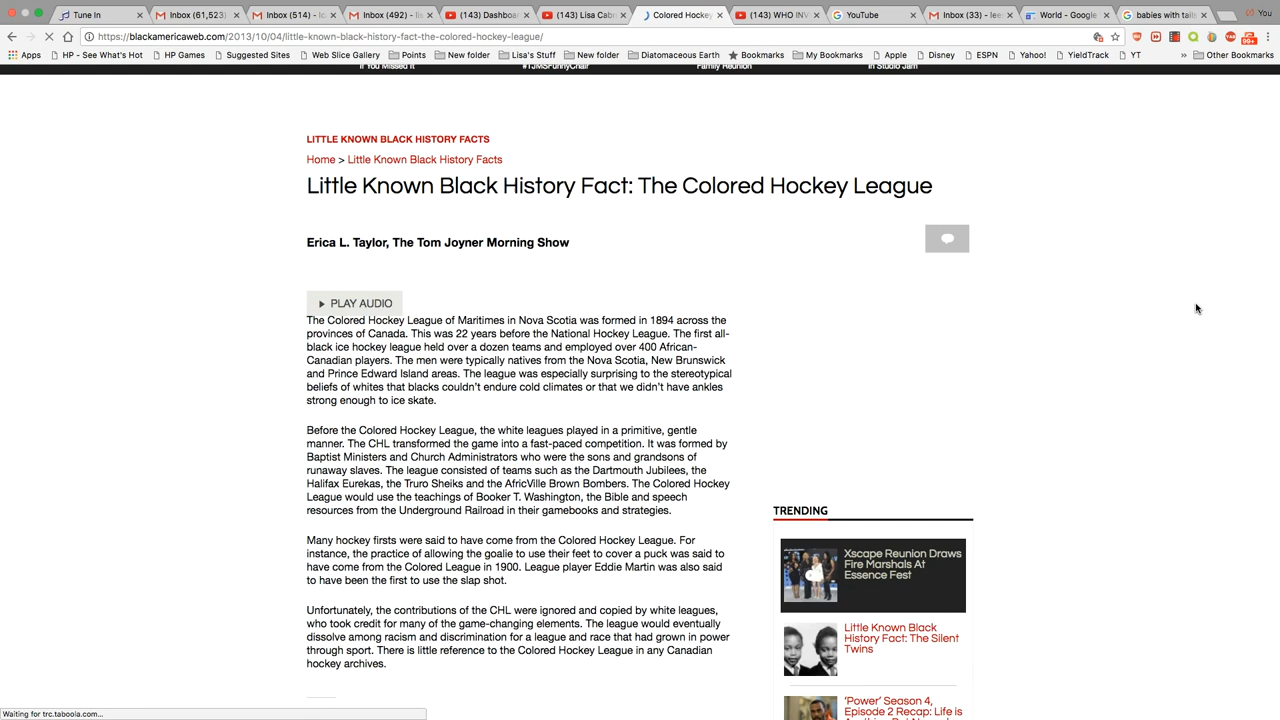 Tune In
Inbox (61,523)
Inbox (514)
Inbox (492)
(143) Dashboa
(143) Lisa Cabr
Colored Hockey
(143) WHO INV
YouTube
Inbox (33) - lee
World - Google
babies with tails
You
https://blackamericaweb.com/2013/10/04/little-known-black-history-fact-the-colored-hockey-league/
Apps
HP - See What's Hot
HP Games
Suggested Sites
Web Slice Gallery
Points
New folder
Lisa's Stuff
New folder
Diatomaceous Earth
Bookmarks
My Bookmarks
Apple
Disney
ESPN
Yahoo!
YieldTrack
YT
» Other Bookmarks
If You Missed It
#TJMSFunnyChair
Family Reunion
In Studio Jam
LITTLE KNOWN BLACK HISTORY FACTS
Home > Little Known Black History Facts
Little Known Black History Fact: The Colored Hockey League
Erica L. Taylor, The Tom Joyner Morning Show
PLAY AUDIO
The Colored Hockey League of Maritimes in Nova Scotia was formed in 1894 across the
provinces of Canada. This was 22 years before the National Hockey League. The first all-
black ice hockey league held over a dozen teams and employed over 400 African-
Canadian players. The men were typically natives from the Nova Scotia, New Brunswick
and Prince Edward Island areas. The league was especially surprising to the stereotypical
beliefs of whites that blacks couldn't endure cold climates or that we didn't have ankles
strong enough to ice skate.
Before the Colored Hockey League, the white leagues played in a primitive, gentle
manner. The CHL transformed the game into a fast-paced competition. It was formed by
Baptist Ministers and Church Administrators who were the sons and grandsons of
runaway slaves. The league consisted of teams such as the Dartmouth Jubilees, the
Halifax Eurekas, the Truro Sheiks and the AfricVille Brown Bombers. The Colored Hockey
League would use the teachings of Booker T. Washington, the Bible and speech
resources from the Underground Railroad in their gamebooks and strategies.
Many hockey firsts were said to have come from the Colored Hockey League. For
instance, the practice of allowing the goalie to use their feet to cover a puck was said to
have come from the Colored League in 1900. League player Eddie Martin was also said
to have been the first to use the slap shot.
Unfortunately, the contributions of the CHL were ignored and copied by white leagues,
who took credit for many of the game-changing elements. The league would eventually
dissolve among racism and discrimination for a league and race that had grown in power
through sport. There is little reference to the Colored Hockey League in any Canadian
hockey archives.
TRENDING
Xscape Reunion Draws
Fire Marshals At
Essence Fest
Little Known Black
History Fact: The Silent
Twins
'Power' Season 4,
Episode 2 Recap: Life is
Waiting for trc.taboola.com...